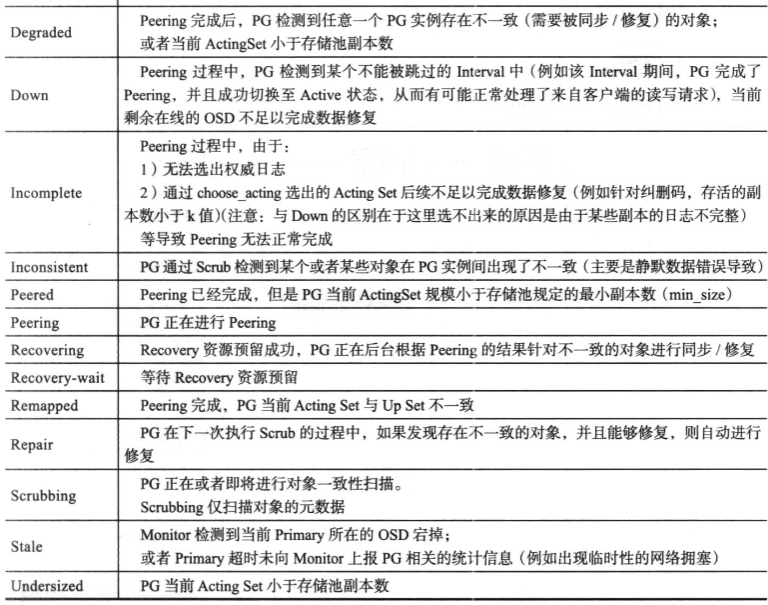 Degraded
Peering 完成后，PG 检测到任意一个 PG 实例存在不一致（需要被同步 / 修复）的对象；
或者当前 ActingSet 小于存储池副本数
Down
Peering 过程中，PG 检测到某个不能被跳过的 Interval 中（例如该 Interval 期间，PG 完成了
Peering，并且成功切换至 Active 状态，从而有可能正常处理了来自客户端的读写请求），当前
剩余在线的 OSD 不足以完成数据修复
Incomplete
Peering 过程中，由于：
1）无法选出权威日志
2）通过 choose_acting 选出的 Acting Set 后续不足以完成数据修复（例如针对纠删码，存活的副
本数小于 k 值）（注意：与 Down 的区别在于这里选不出来的原因是由于某些副本的日志不完整）
等导致 Peering 无法正常完成
Inconsistent
PG 通过 Scrub 检测到某个或者某些对象在 PG 实例间出现了不一致（主要是静默数据错误导致）
Peered
Peering 已经完成，但是 PG 当前 ActingSet 规模小于存储池规定的最小副本数（min_size）
Peering
PG 正在进行 Peering
Recovering
Recovery 资源预留成功，PG 正在后台根据 Peering 的结果针对不一致的对象进行同步 / 修复
Recovery-wait
等待 Recovery 资源预留
Remapped
Peering 完成，PG 当前 Acting Set 与 Up Set 不一致
Repair
PG 在下一次执行 Scrub 的过程中，如果发现存在不一致的对象，并且能够修复，则自动进行
修复
Scrubbing
PG 正在或者即将进行对象一致性扫描。
Scrubbing 仅扫描对象的元数据
Stale
Monitor 检测到当前 Primary 所在的 OSD 宕掉；
或者 Primary 超时未向 Monitor 上报 PG 相关的统计信息（例如出现临时性的网络拥塞）
Undersized
PG 当前 Acting Set 小于存储池副本数